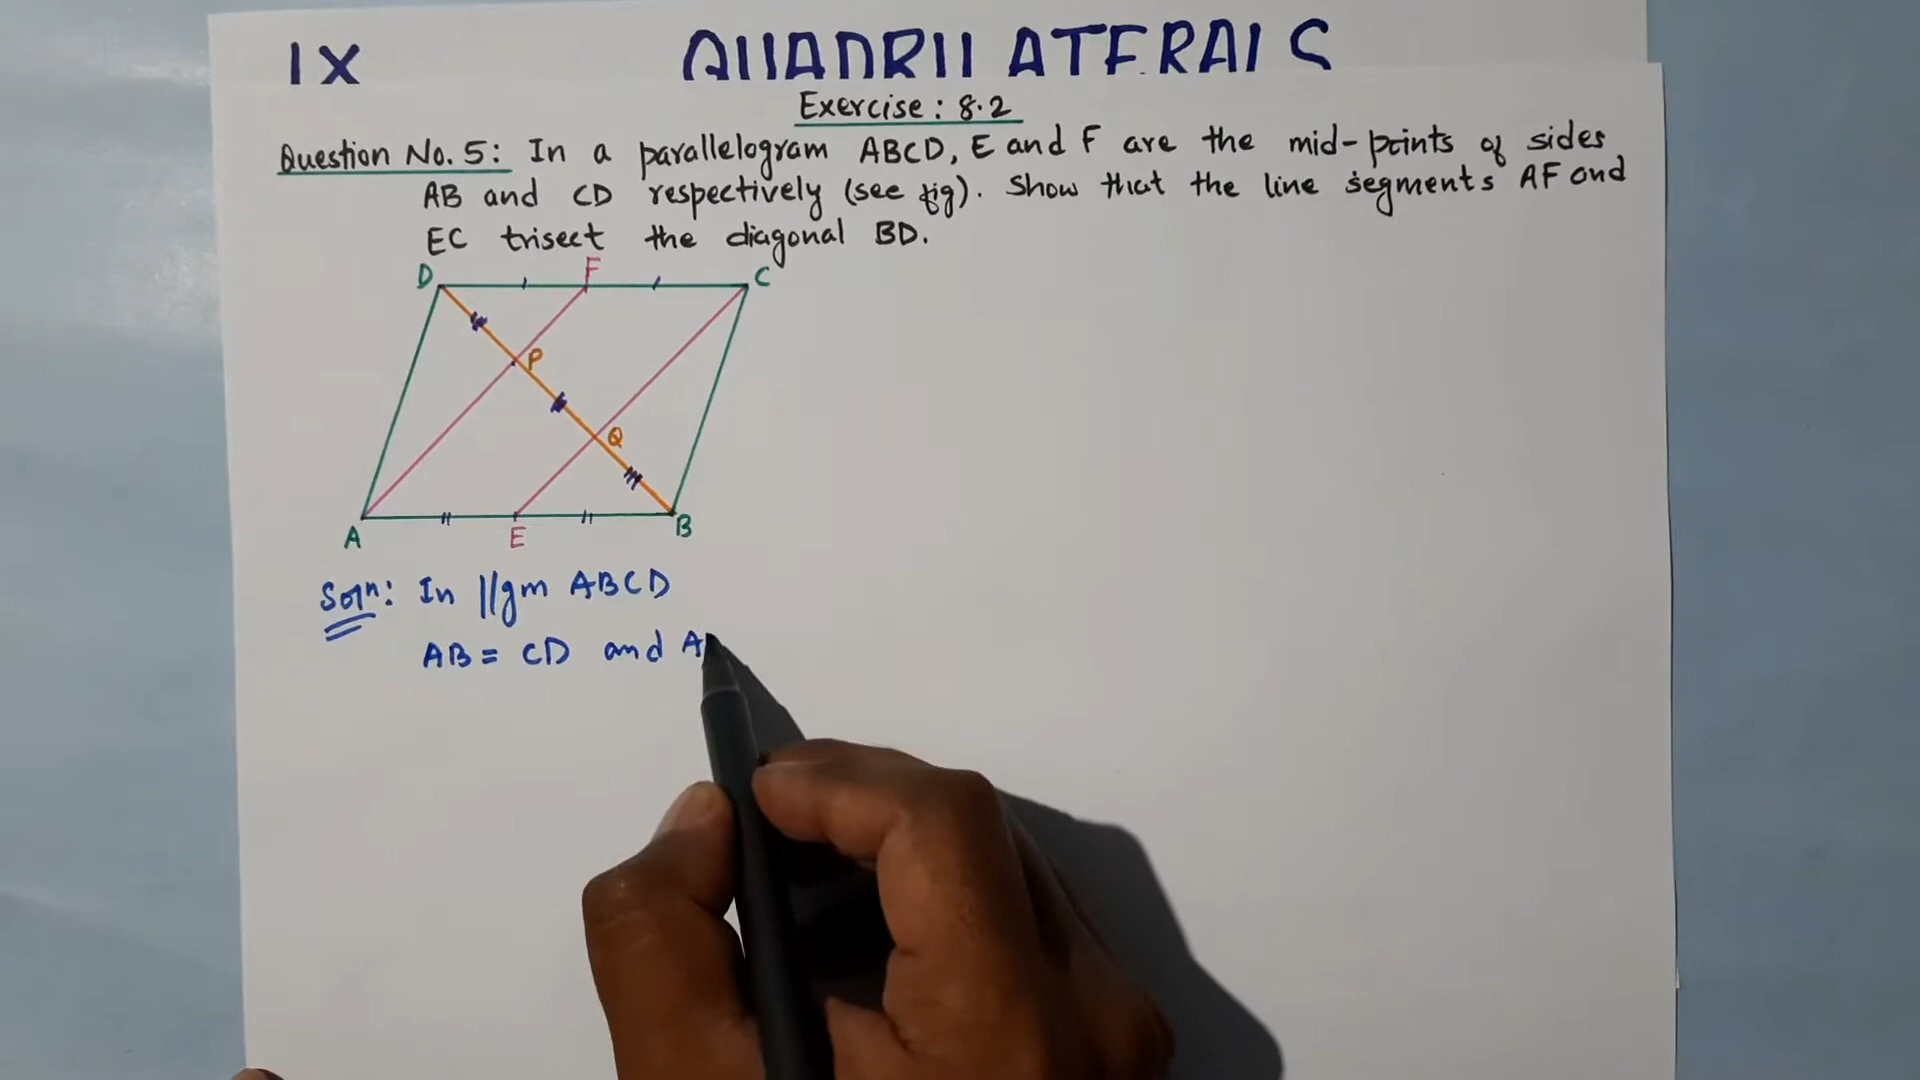 IX QUADRILATERALS
Exercise: 8.2
Question No. 5: In a parallelogram ABCD, E and F are the mid-points of sides
AB and CD respectively (see fig). Show that the line segments AF and
EC trisect the diagonal BD.
D F C
P
Q
A E B
Soln: In ||gm ABCD
AB = CD and A